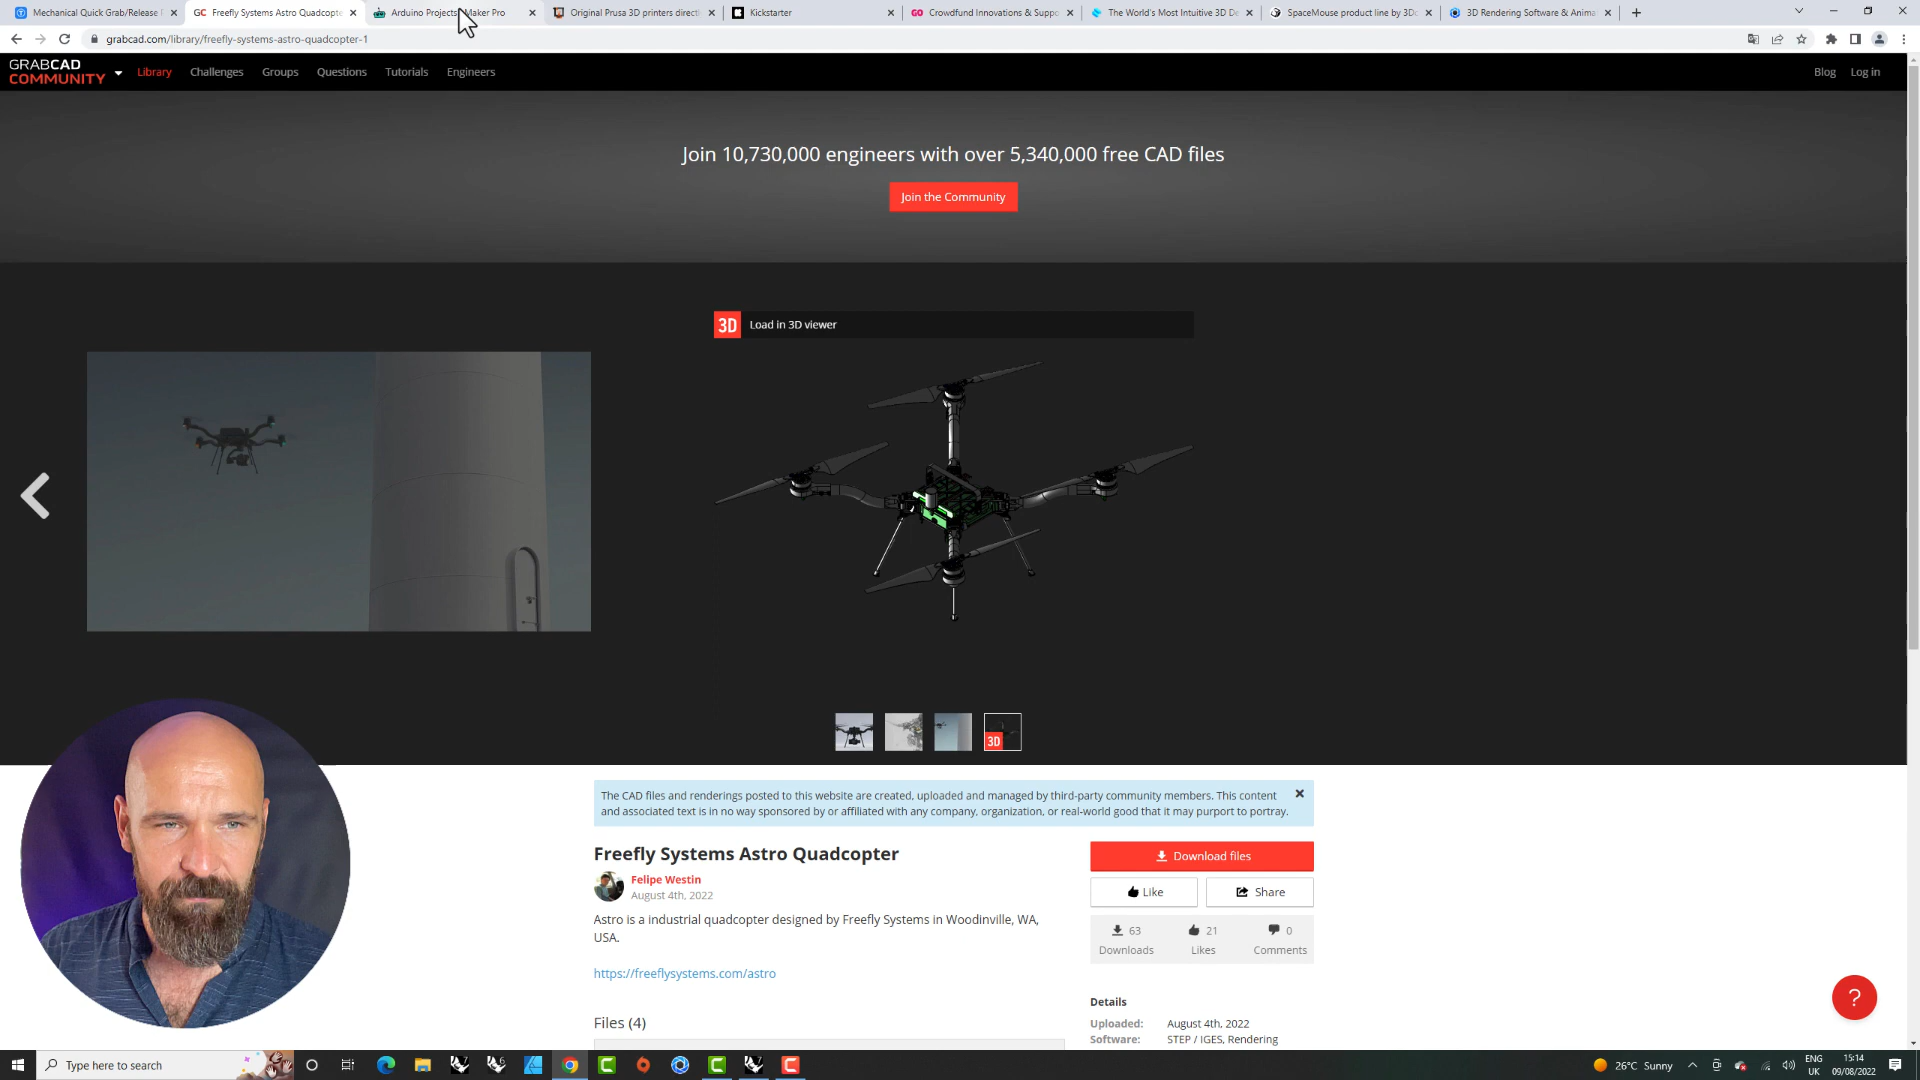 Mechanical Quick Grab/Release
GC Freefly Systems Astro Quadcopte
Arduino Projects Maker Pro
Original Prusa 3D printers direct
Kickstarter
GO Crowdfund Innovations & Supp
The World's Most Intuitive 3D De
SpaceMouse product line by 3Dc
3D Rendering Software & Anima
grabcad.com/library/freefly-systems-astro-quadcopter-1
GRABCAD
COMMUNITY
Library
Challenges
Groups
Questions
Tutorials
Engineers
Blog
Log in
Join 10,730,000 engineers with over 5,340,000 free CAD files
Join the Community
3D Load in 3D viewer
3D
The CAD files and renderings posted to this website are created, uploaded and managed by third-party community members. This content
and associated text is in no way sponsored by or affiliated with any company, organization, or real-world good that it may purport to portray.
Freefly Systems Astro Quadcopter
Felipe Westin
August 4th, 2022
Astro is a industrial quadcopter designed by Freefly Systems in Woodinville, WA,
USA.
https://freeflysystems.com/astro
Files (4)
Download files
Like
Share
63
Downloads
21
Likes
0
Comments
Details
Uploaded: August 4th, 2022
Software: STEP / IGES, Rendering
?
Type here to search
26°C Sunny
ENG
UK
15:14
09/08/2022